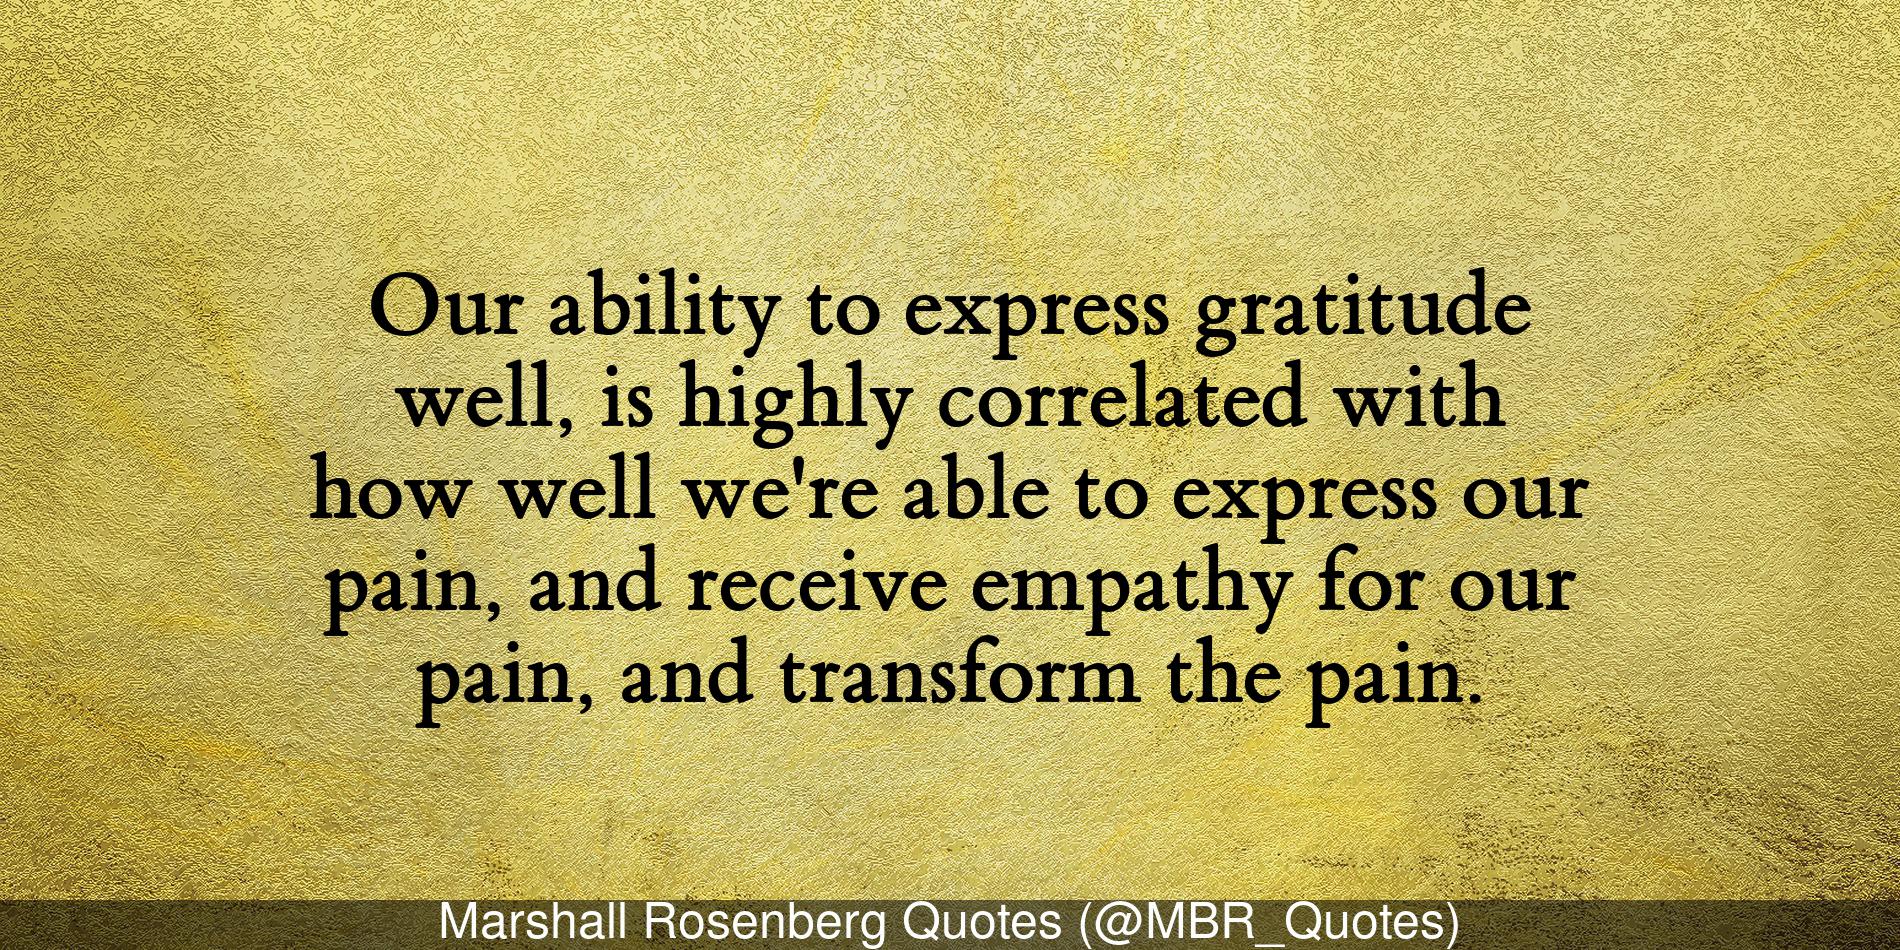 Our ability to express gratitude
well, is highly correlated with
how well we're able to express our
pain, and receive empathy for our
pain, and transform the pain.
Marshall Rosenberg Quotes (@MBR_Quotes)